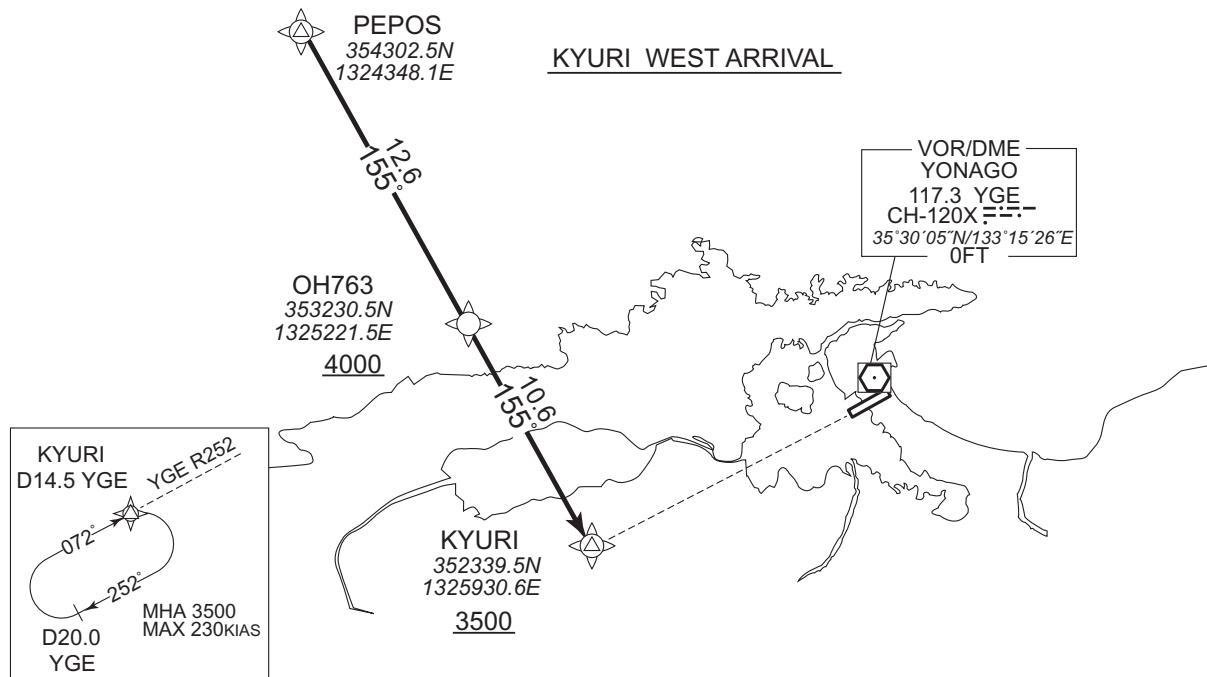 PEPOS
354302.5N
1324348.1E
KYURI WEST ARRIVAL
12.6
155°
VOR/DME
YONAGO
117.3 YGE
CH-120X
35°30´05˝N/133°15´26˝E
0FT
OH763
353230.5N
1325221.5E
4000
10.6
155°
KYURI
352339.5N
1325930.6E
3500
KYURI
D14.5 YGE
YGE R252
072°
252°
MHA 3500
MAX 230KIAS
D20.0
YGE